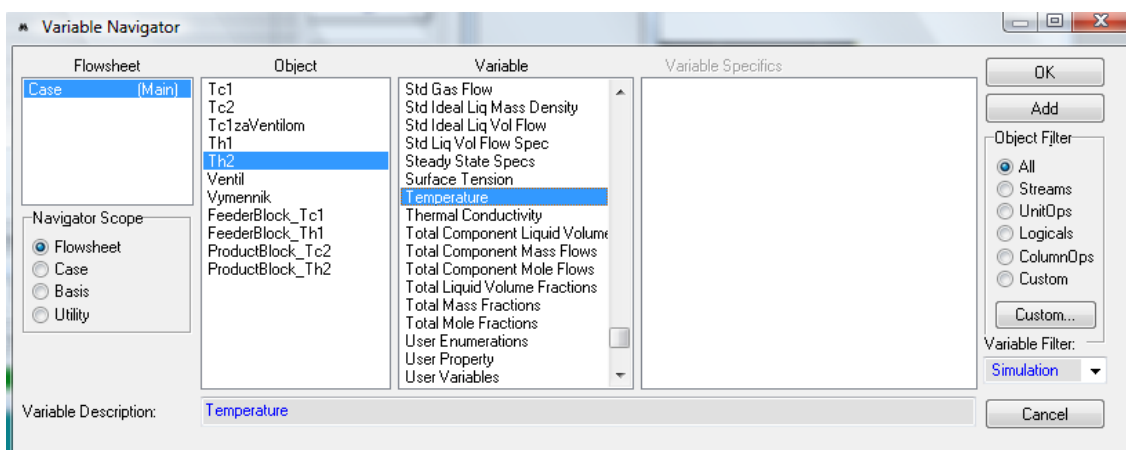 Variable Navigator
Flowsheet
Case (Main)
Navigator Scope
Flowsheet
Case
Basis
Utility
Object
Tc1
Tc2
Tc1zaVentilom
Th1
Th2
Ventil
Vymennik
FeederBlock_Tc1
FeederBlock_Th1
ProductBlock_Tc2
ProductBlock_Th2
Variable
Std Gas Flow
Std Ideal Liq Mass Density
Std Ideal Liq Vol Flow
Std Liq Vol Flow Spec
Steady State Specs
Surface Tension
Temperature
Thermal Conductivity
Total Component Liquid Volume
Total Component Mass Flows
Total Component Mole Flows
Total Liquid Volume Fractions
Total Mass Fractions
Total Mole Fractions
User Enumerations
User Property
User Variables
Variable Specifics
OK
Add
Object Filter
All
Streams
UnitOps
Logicals
ColumnOps
Custom
Custom...
Variable Filter:
Simulation
Cancel
Variable Description:
Temperature